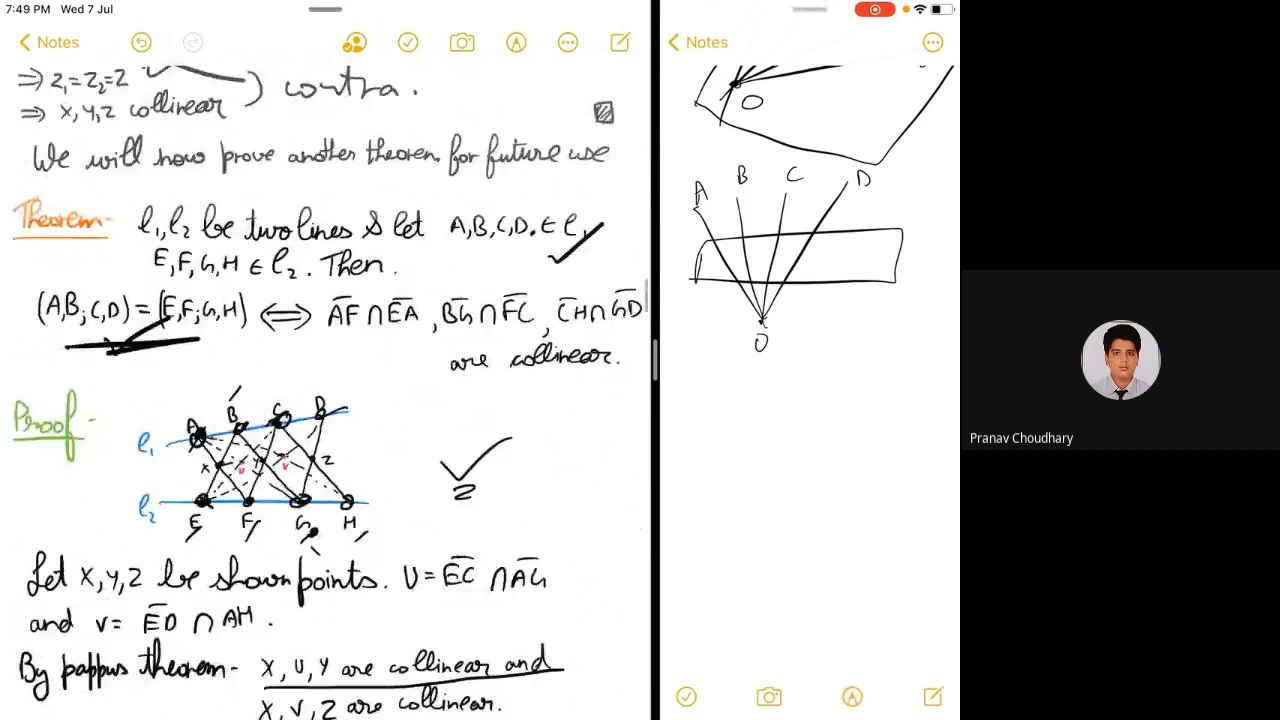 7:49 PM Wed 7 Jul
Notes
⇒ Z1=Z2=Z
⇒ X,Y,Z collinear ) contra.
We will now prove another theorem for future use
Theorem- l1,l2 be two lines & let A,B,C,D. ∈ l1
E,F,G,H ∈ l2. Then.
(A,B;C,D) = (E,F;G,H) ⇔ AF∩EA, BG∩FC, CH∩GD
are collinear.
Proof-
A B C D
l1
X U Y V Z
l2
E F G H
2
Let X,Y,Z be shown points. U = EC ∩ AG
and V = ED ∩ AH.
By pappus theorem- X, U, Y are collinear and
X, V, Z are collinear.
Notes
O
A B C D
O
Pranav Choudhary